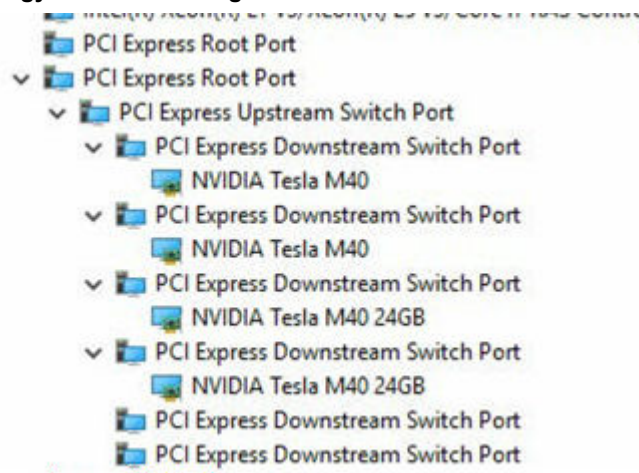 PCI Express Root Port
PCI Express Root Port
PCI Express Upstream Switch Port
PCI Express Downstream Switch Port
NVIDIA Tesla M40
PCI Express Downstream Switch Port
NVIDIA Tesla M40
PCI Express Downstream Switch Port
NVIDIA Tesla M40 24GB
PCI Express Downstream Switch Port
NVIDIA Tesla M40 24GB
PCI Express Downstream Switch Port
PCI Express Downstream Switch Port